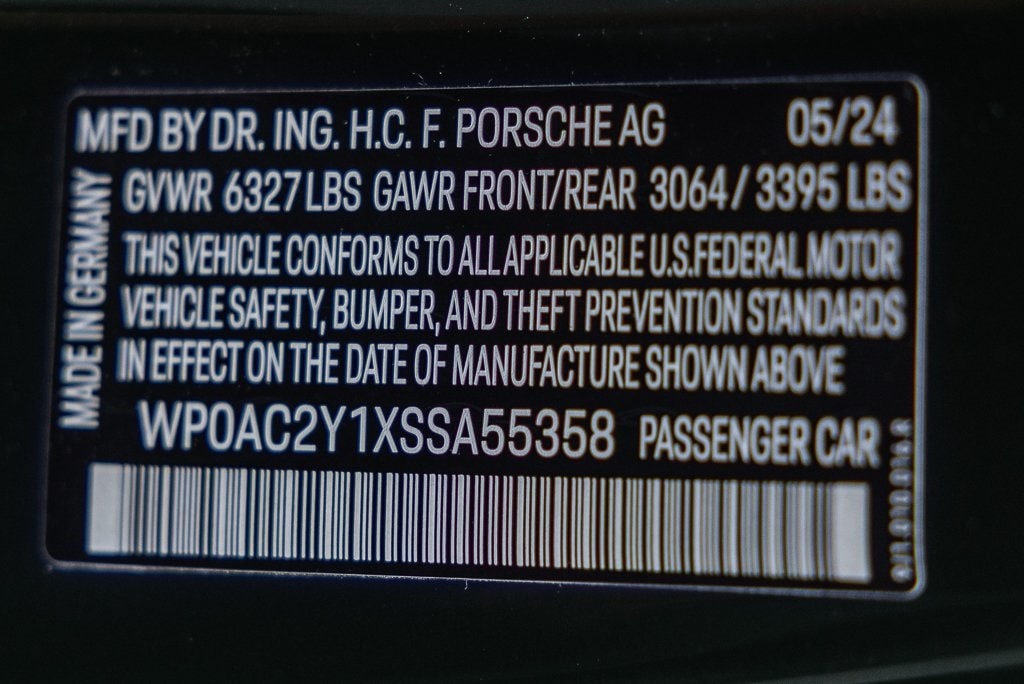 MFD BY DR. ING. H.C. F. PORSCHE AG 05/24
GVWR 6327 LBS GAWR FRONT/REAR 3064 / 3395 LBS
THIS VEHICLE CONFORMS TO ALL APPLICABLE U.S.FEDERAL MOTOR
VEHICLE SAFETY, BUMPER, AND THEFT PREVENTION STANDARDS
IN EFFECT ON THE DATE OF MANUFACTURE SHOWN ABOVE
WP0AC2Y1XSSA55358 PASSENGER CAR
MADE IN GERMANY